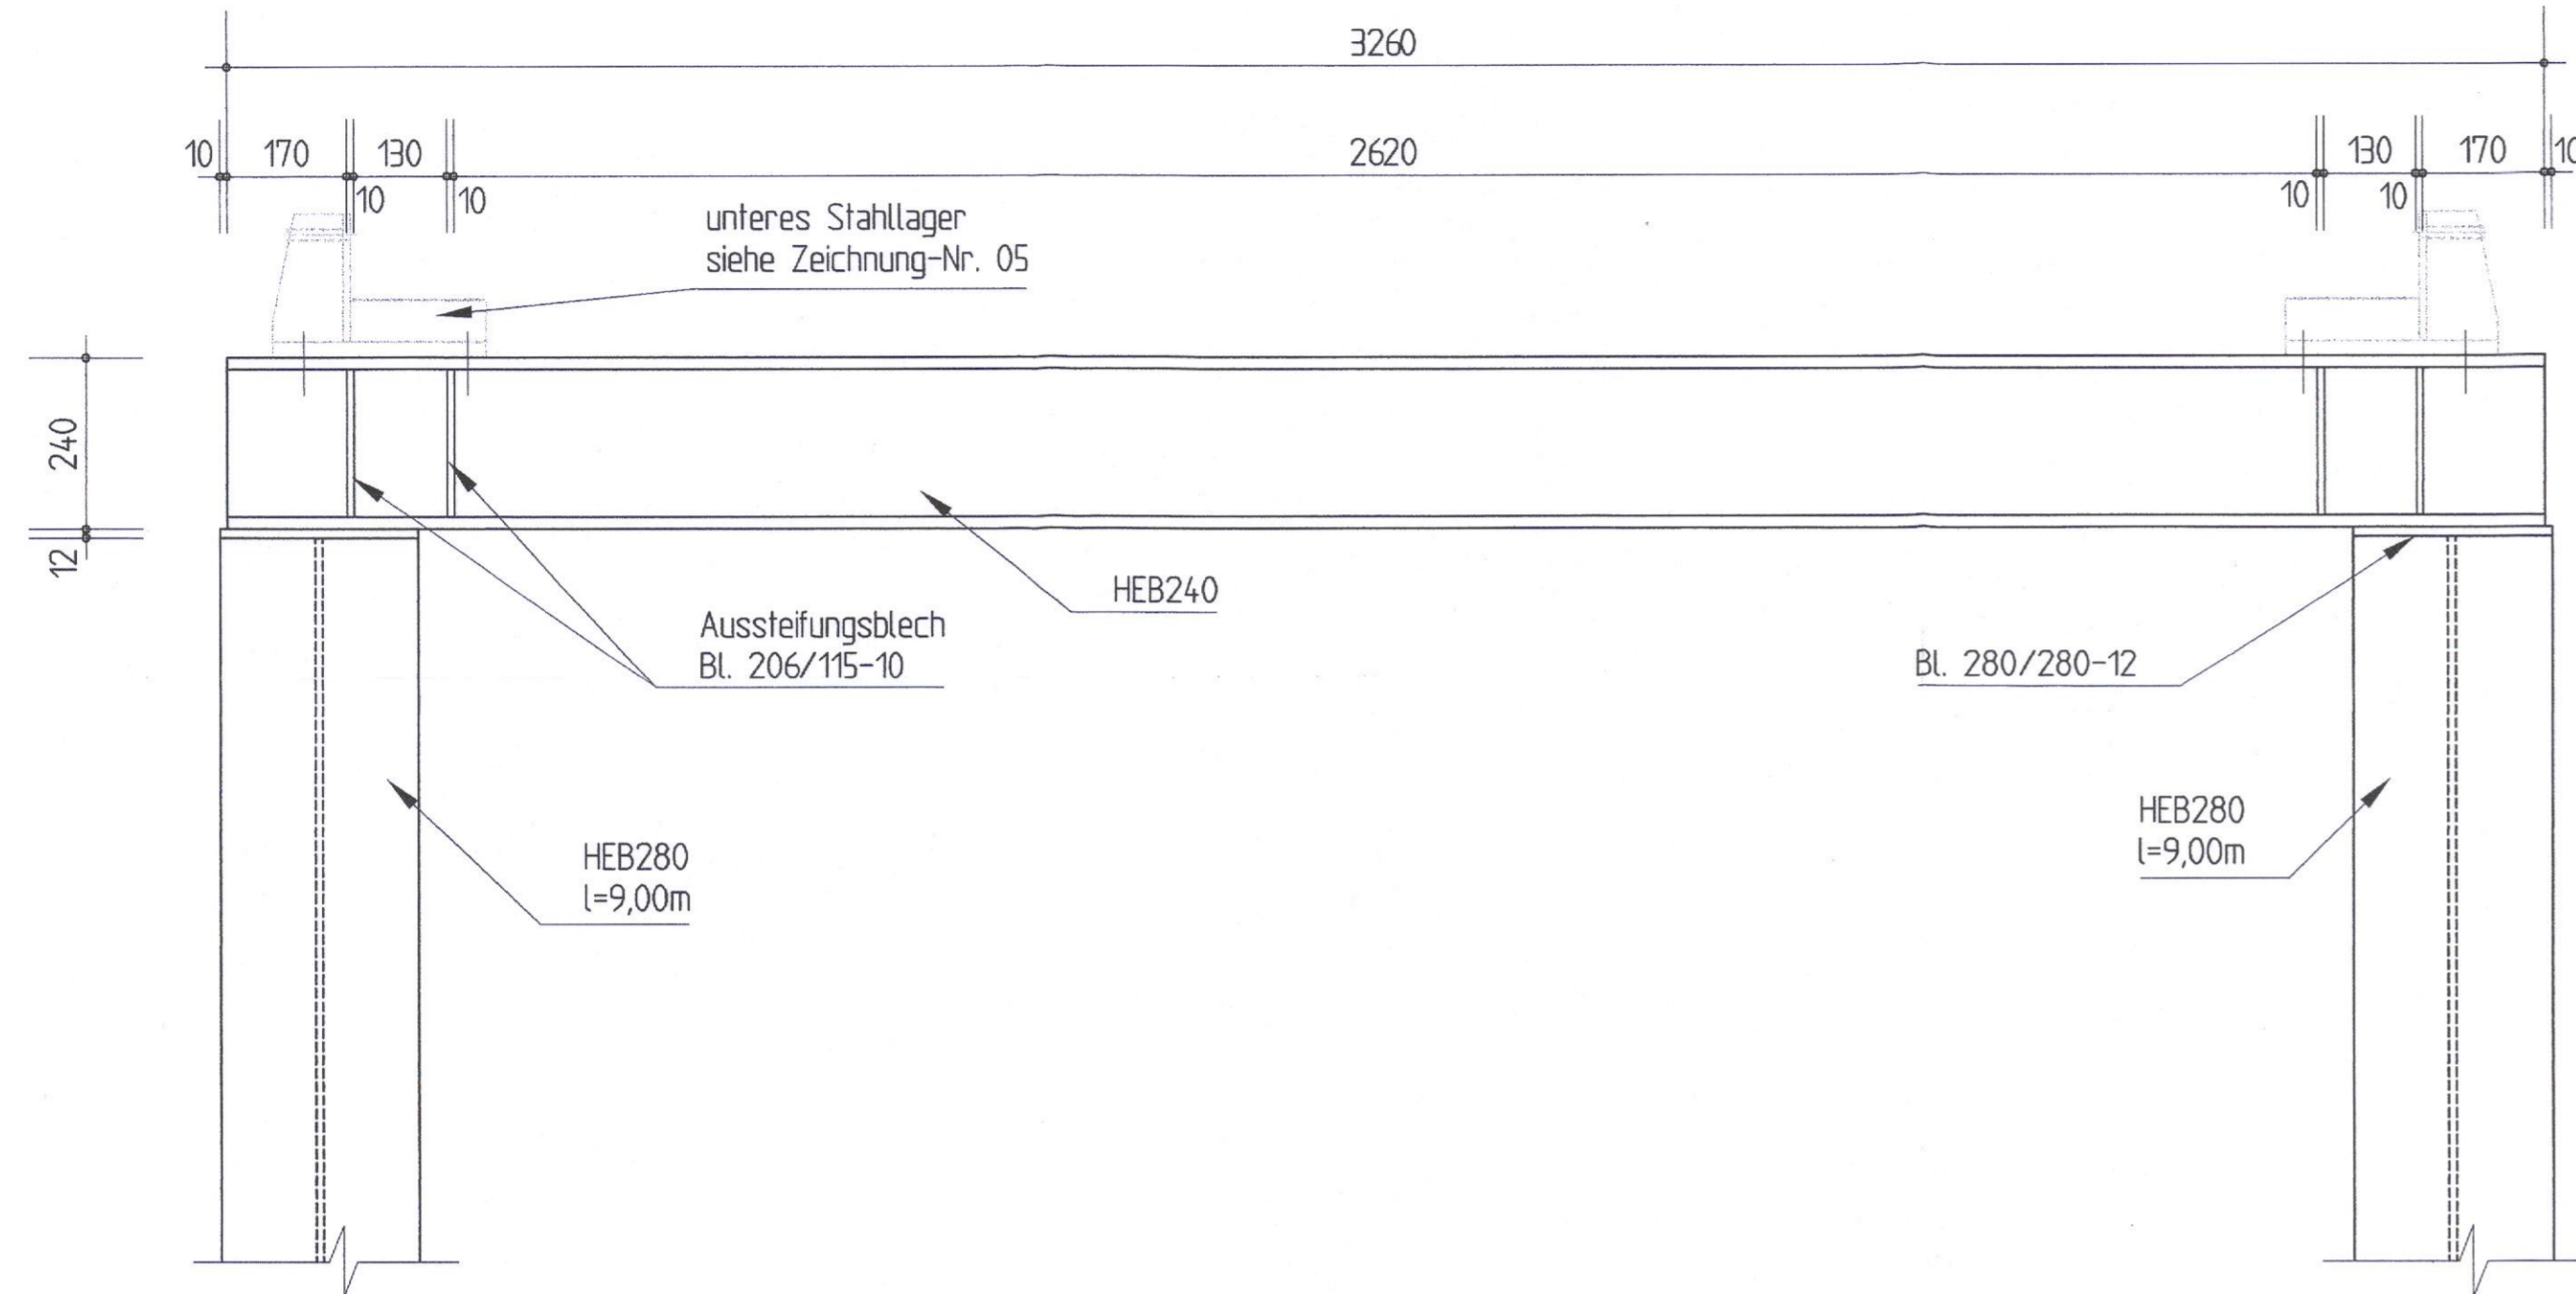 3260
10 170 130 2620 130 170 10
10 10 10 10
unteres Stahllager
siehe Zeichnung-Nr. 05
240
12
HEB240
Aussteifungsblech
Bl. 206/115-10
Bl. 280/280-12
HEB280
l=9,00m
HEB280
l=9,00m